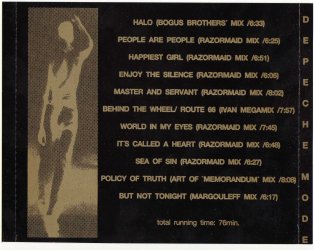 HALO (BOGUS BROTHERS' MIX /6:33)
PEOPLE ARE PEOPLE (RAZORMAID MIX /6:25)
HAPPIEST GIRL (RAZORMAID MIX /6:51)
ENJOY THE SILENCE (RAZORMAID MIX /6:06)
MASTER AND SERVANT (RAZORMAID MIX /8:02)
BEHIND THE WHEEL/ ROUTE 66 (IVAN MEGAMIX /7:57)
WORLD IN MY EYES (RAZORMAID MIX /7:45)
IT'S CALLED A HEART (RAZORMAID MIX /6:48)
SEA OF SIN (RAZORMAID MIX /6:27)
POLICY OF TRUTH (ART OF 'MEMORANDUM' MIX /8:08)
BUT NOT TONIGHT (MARGOULEFF MIX /6:17)
total running time: 76min.
DEPECHE MODE